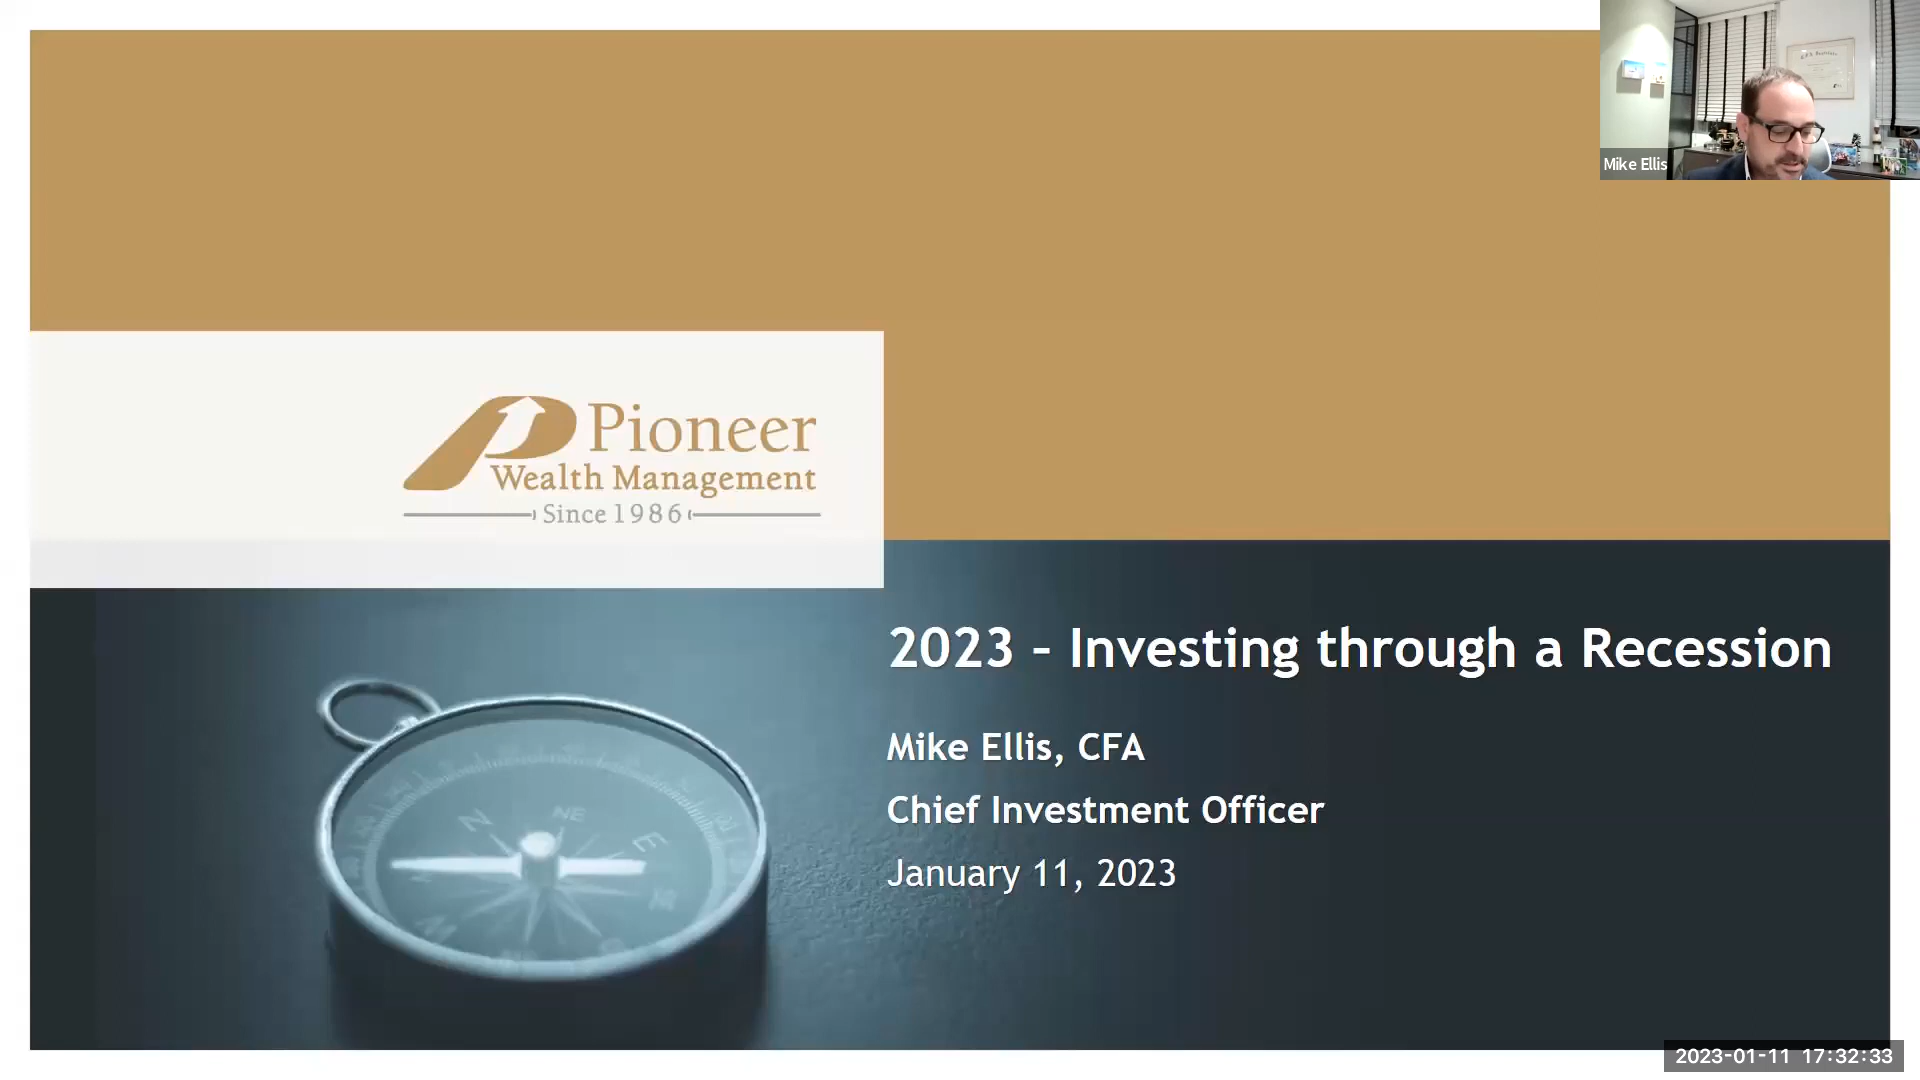 Mike Ellis
Pioneer
Wealth Management
Since 1986
2023 – Investing through a Recession
Mike Ellis, CFA
Chief Investment Officer
January 11, 2023
N
NE
E
2023-01-11 17:32:33